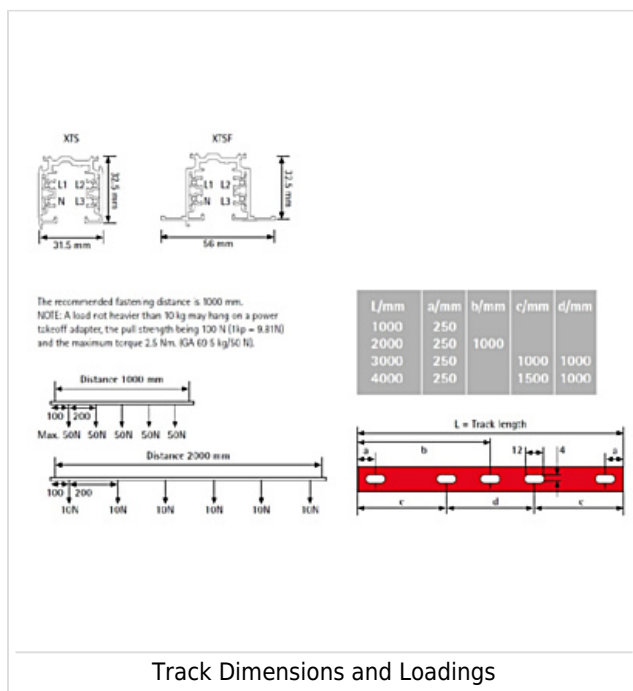 XTS
XTSF
L1 L2
N L3
32.5 mm
31.5 mm
L1 L2
N L3
32.5 mm
56 mm
The recommended fastening distance is 1000 mm.
NOTE: A load not heavier than 10 kg may hang on a power
takeoff adapter, the pull strength being 100 N (1kp = 9.81N)
and the maximum torque 2.5 Nm. (GA 69 5 kg/50 N).
L/mm a/mm b/mm c/mm d/mm
1000 250
2000 250 1000
3000 250 1000 1000
4000 250 1500 1000
Distance 1000 mm
100 200
Max. 50N 50N 50N 50N 50N
Distance 2000 mm
100 200
10N 10N 10N 10N 10N 10N
L = Track length
a b 12 4 a
c d c
Track Dimensions and Loadings